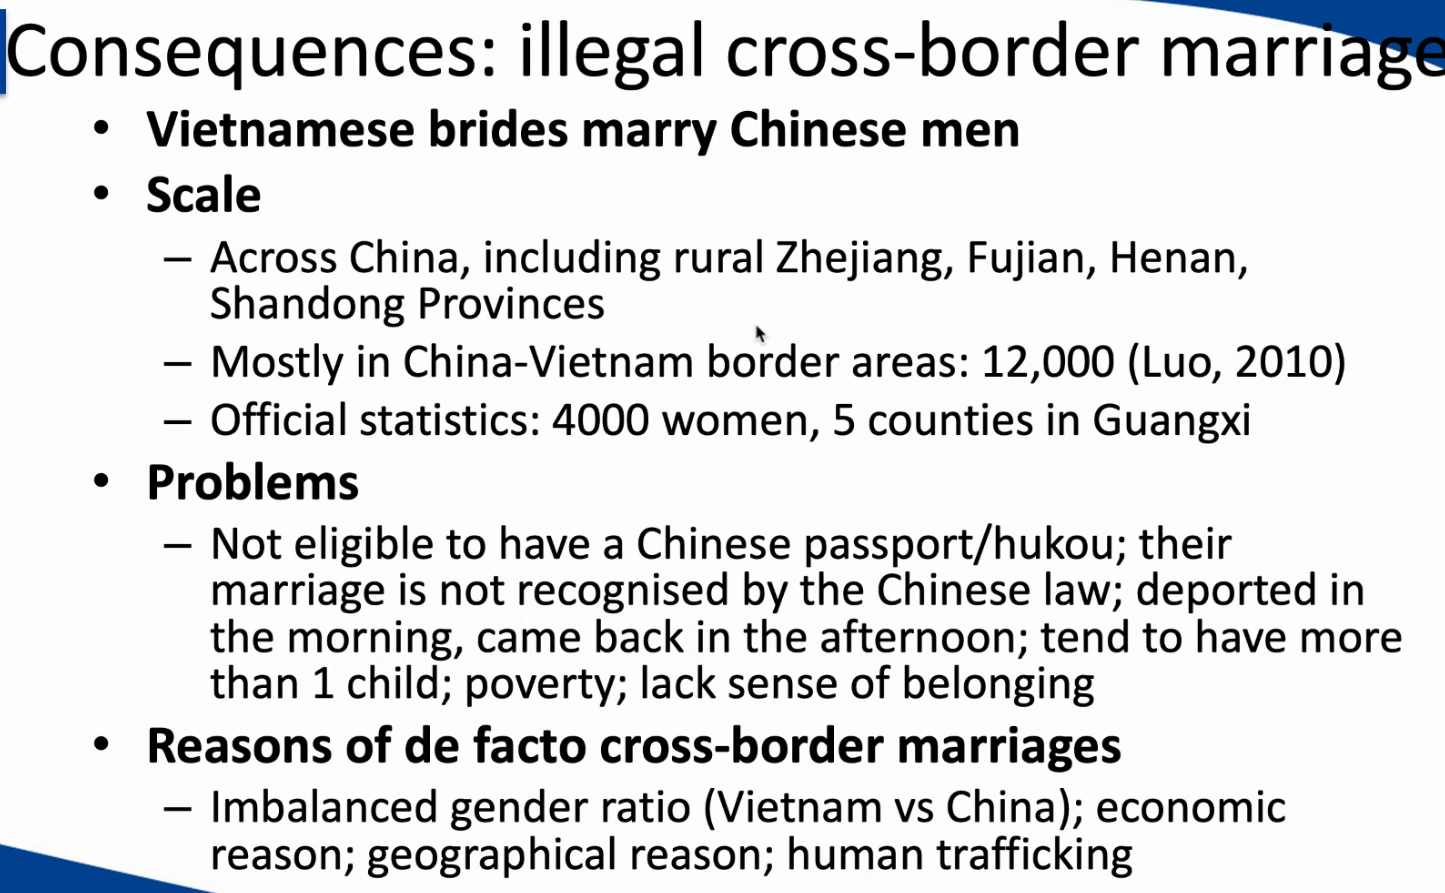 Consequences: illegal cross-border marriage
• Vietnamese brides marry Chinese men
• Scale
– Across China, including rural Zhejiang, Fujian, Henan,
Shandong Provinces
– Mostly in China-Vietnam border areas: 12,000 (Luo, 2010)
– Official statistics: 4000 women, 5 counties in Guangxi
• Problems
– Not eligible to have a Chinese passport/hukou; their
marriage is not recognised by the Chinese law; deported in
the morning, came back in the afternoon; tend to have more
than 1 child; poverty; lack sense of belonging
• Reasons of de facto cross-border marriages
– Imbalanced gender ratio (Vietnam vs China); economic
reason; geographical reason; human trafficking